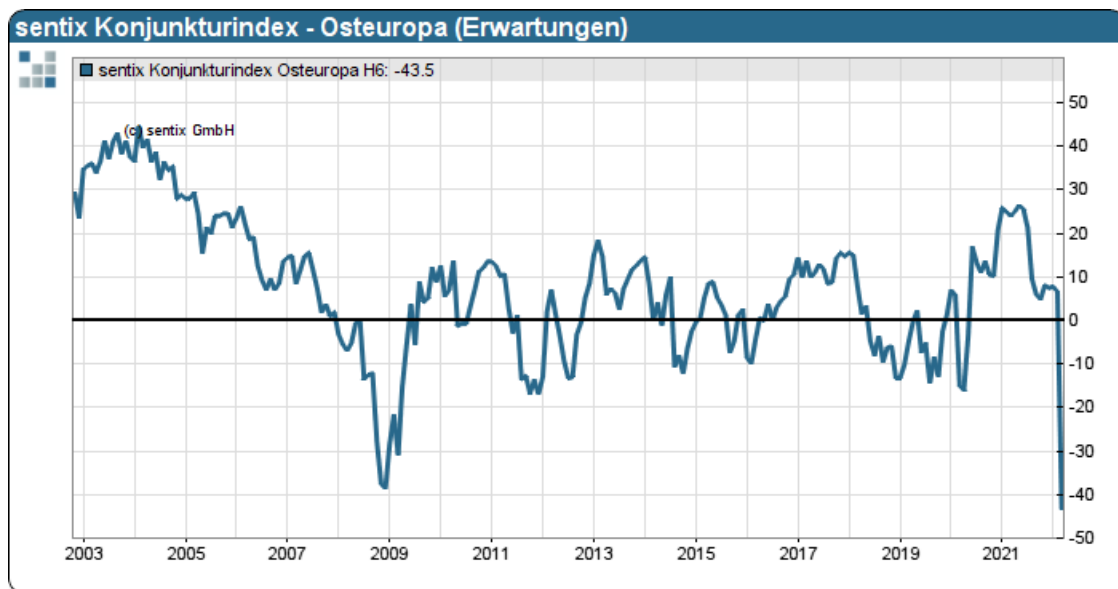 sentix Konjunkturindex - Osteuropa (Erwartungen)
sentix Konjunkturindex Osteuropa H6: -43.5
(c) sentix GmbH
50
40
30
20
10
0
-10
-20
-30
-40
-50
2003 2005 2007 2009 2011 2013 2015 2017 2019 2021